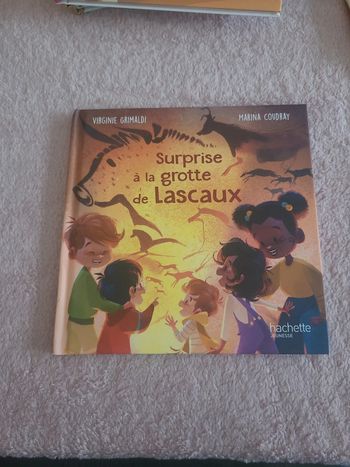 VIRGINIE GRIMALDI
MARINA COUDRAY
Surprise
à la grotte
de Lascaux
hachette
JEUNESSE